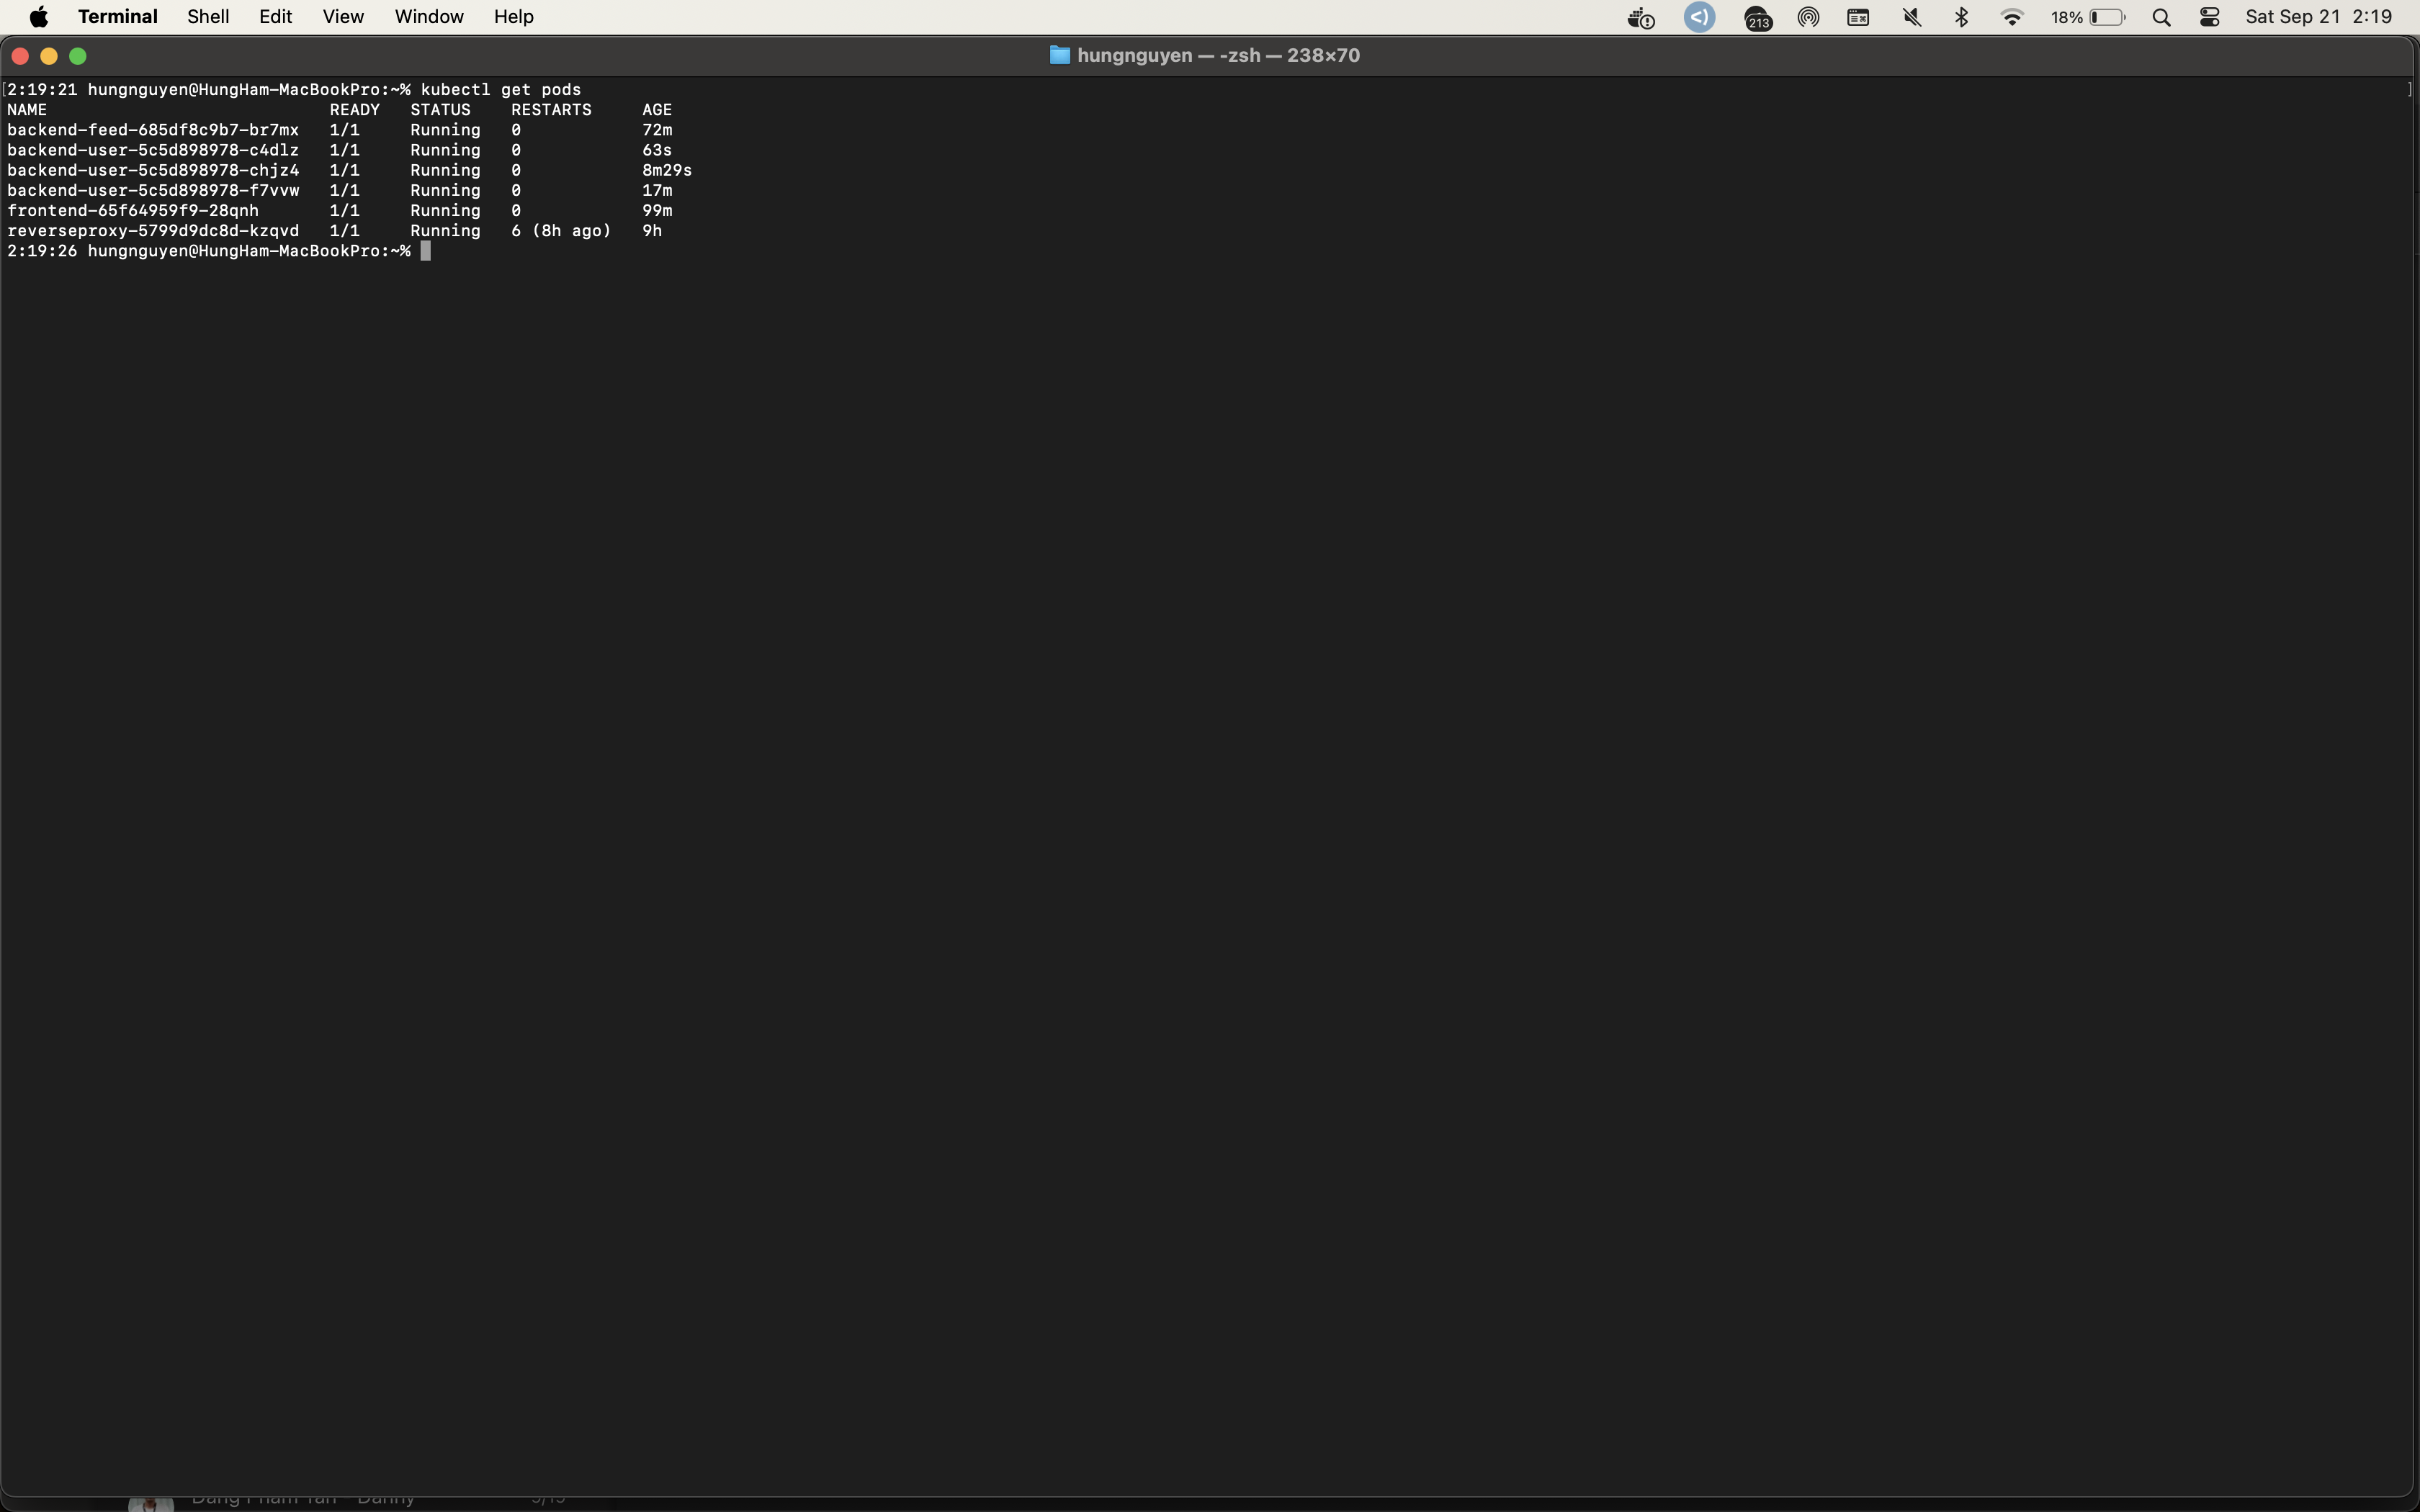 Terminal Shell Edit View Window Help 213 18% Sat Sep 21 2:19
hungnguyen — -zsh — 238×70
[2:19:21 hungnguyen@HungHam-MacBookPro:~% kubectl get pods ]
NAME READY STATUS RESTARTS AGE
backend-feed-685df8c9b7-br7mx 1/1 Running 0 72m
backend-user-5c5d898978-c4dlz 1/1 Running 0 63s
backend-user-5c5d898978-chjz4 1/1 Running 0 8m29s
backend-user-5c5d898978-f7vvw 1/1 Running 0 17m
frontend-65f64959f9-28qnh 1/1 Running 0 99m
reverseproxy-5799d9dc8d-kzqvd 1/1 Running 6 (8h ago) 9h
2:19:26 hungnguyen@HungHam-MacBookPro:~%